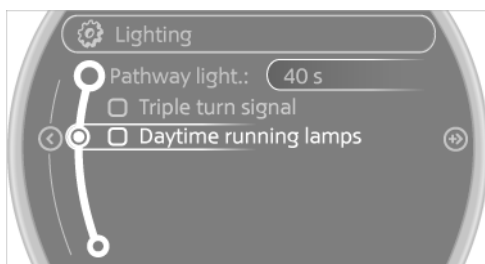 Lighting
Pathway light.: 40 s
Triple turn signal
Daytime running lamps